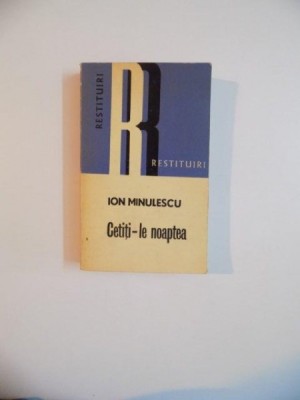 RESTITUIRI
R
RESTITUIRI
ION MINULESCU
Cetiți-le noaptea